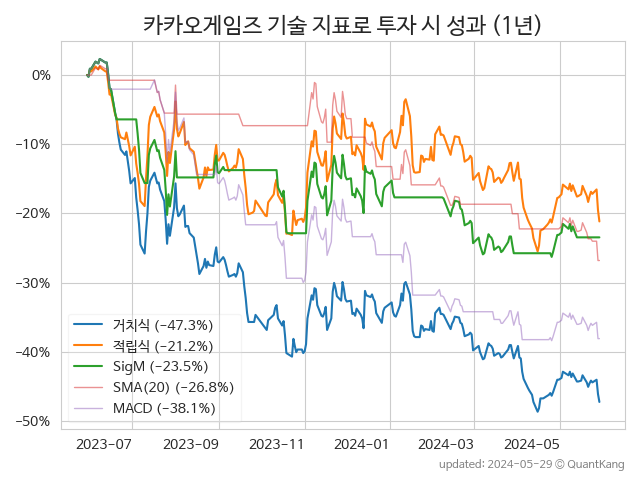 카카오게임즈 기술 지표로 투자 시 성과 (1년)
0%
−10%
−20%
−30%
−40%
−50%
거치식 (−47.3%)
적립식 (−21.2%)
SigM (−23.5%)
SMA(20) (−26.8%)
MACD (−38.1%)
2023-07 2023-09 2023-11 2024-01 2024-03 2024-05
updated: 2024-05-29 © QuantKang